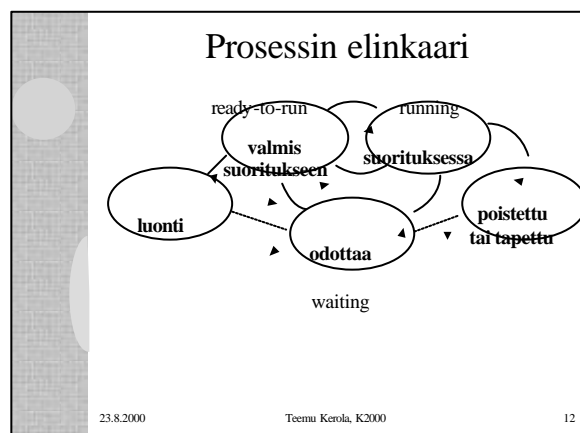 Prosessin elinkaari
ready-to-run
running
valmis
suoritukseen
suorituksessa
luonti
odottaa
poistettu
tai tapettu
waiting
23.8.2000
Teemu Kerola, K2000
12